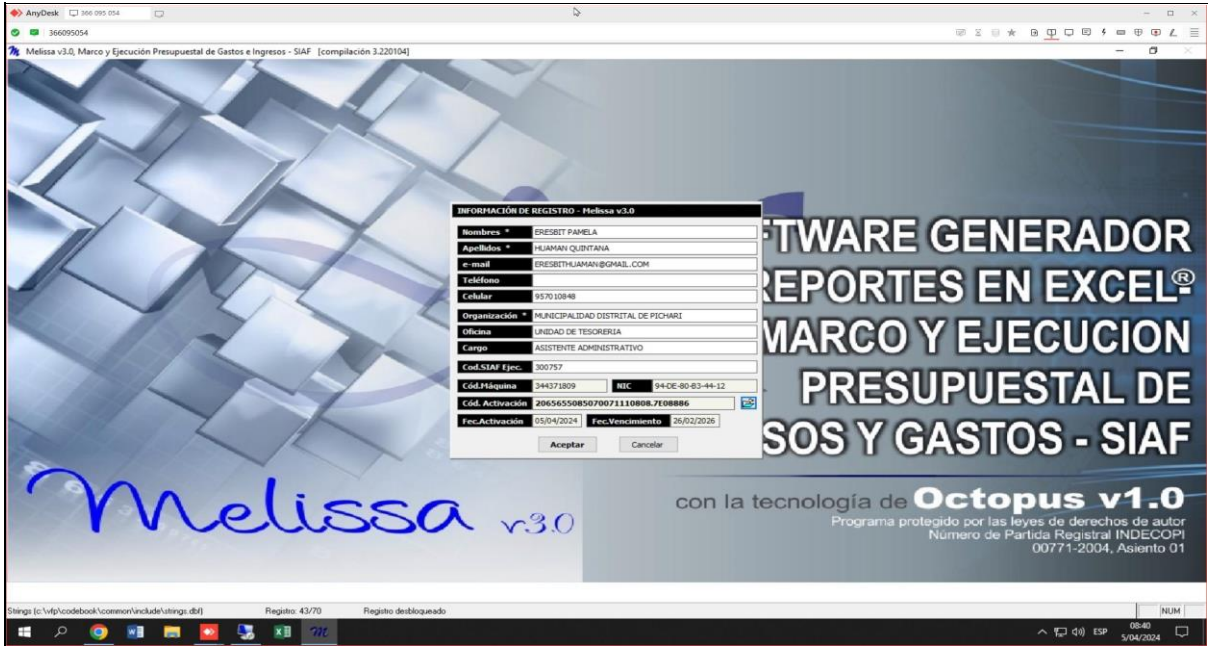 AnyDesk 366 095 054
366095054
Melissa v3.0, Marco y Ejecución Presupuestal de Gastos e Ingresos - SIAF [compilación 3.220104]
INFORMACIÓN DE REGISTRO - Melissa v3.0
Nombres * ERESBIT PAMELA
Apellidos * HUAMAN QUINTANA
e-mail ERESBITHUAMAN@GMAIL.COM
Teléfono
Celular 957010848
Organización * MUNICIPALIDAD DISTRITAL DE PICHARI
Oficina UNIDAD DE TESORERIA
Cargo ASISTENTE ADMINISTRATIVO
Cod.SIAF Ejec. 300757
Cód.Máquina 344371809 NIC 94-DE-80-B3-44-12
Cód. Activación 2065655085070071110808.7E08886
Fec.Activación 05/04/2024 Fec.Vencimiento 26/02/2026
Aceptar Cancelar
FTWARE GENERADOR
REPORTES EN EXCEL®
MARCO Y EJECUCION
PRESUPUESTAL DE
SOS Y GASTOS - SIAF
Melissa v3.0
con la tecnología de Octopus v1.0
Programa protegido por las leyes de derechos de autor
Número de Partida Registral INDECOPI
00771-2004, Asiento 01
Strings (c:\vfp\codebook\common\include\strings.dbf) Registro: 43/70 Registro desbloqueado NUM
ESP 08:40
5/04/2024